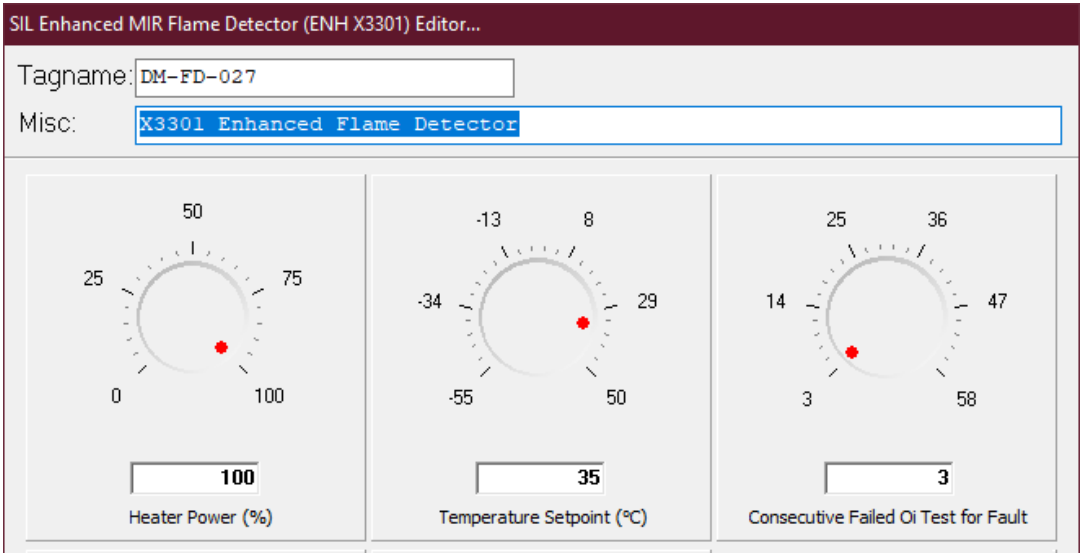 SIL Enhanced MIR Flame Detector (ENH X3301) Editor...
Tagname: DM-FD-027
Misc: X3301 Enhanced Flame Detector
50
25 75
0 100
100
Heater Power (%)
-13 8
-34 29
-55 50
35
Temperature Setpoint (ºC)
25 36
14 47
3 58
3
Consecutive Failed Oi Test for Fault